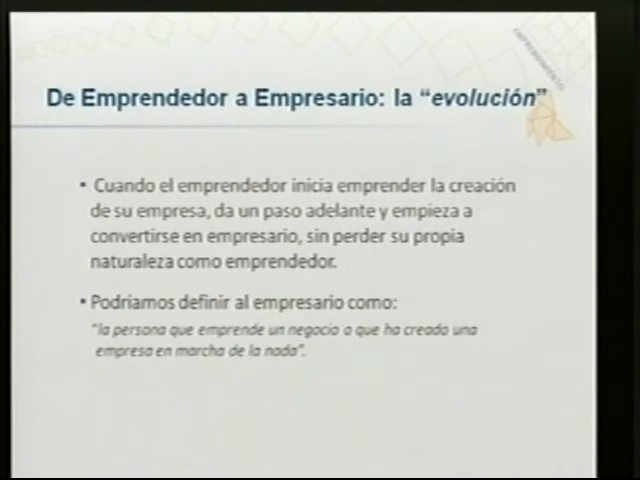 EMPRENDIMIENTO
De Emprendedor a Empresario: la “evolución”
• Cuando el emprendedor inicia emprender la creación
de su empresa, da un paso adelante y empieza a
convertirse en empresario, sin perder su propia
naturaleza como emprendedor.
• Podríamos definir al empresario como:
“la persona que emprende un negocio o que ha creado una
empresa en marcha de la nada”.